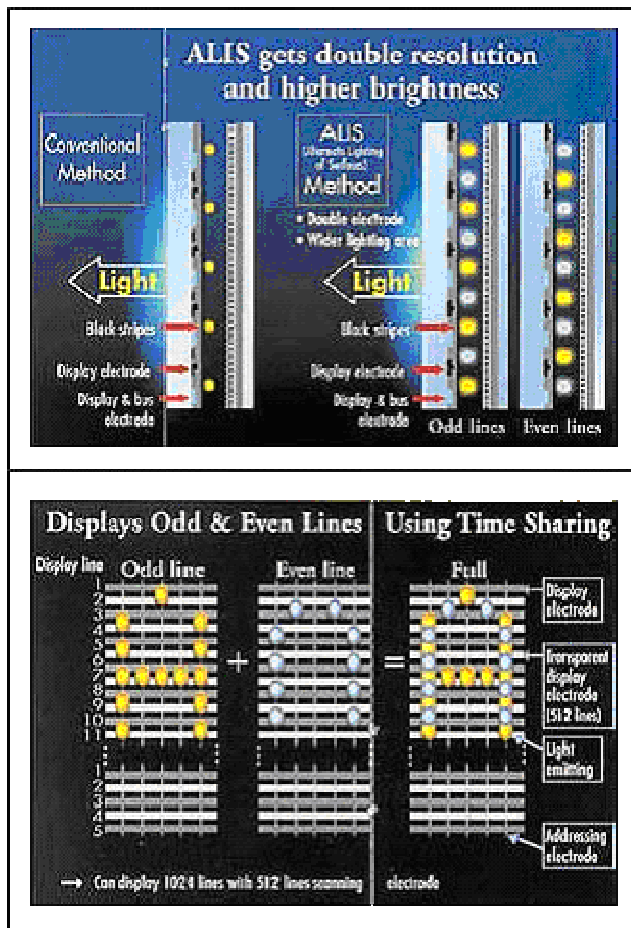 ALIS gets double resolution
and higher brightness
Conventional
Method
ALIS
(Alternate Lighting
of Surfaces)
Method
• Double electrode
• Wider lighting area
Light
Light
Black stripes
Display electrode
Display & bus
electrode
Black stripes
Display electrode
Display & bus
electrode
Odd lines
Even lines
Displays Odd & Even Lines Using Time Sharing
Display line
Odd line
Even line
Full
1
2
3
4
5
6
7
8
9
10
11
1
2
3
4
5
+
=
Display
electrode
Transparent
display
electrode
(512 lines)
Light
emitting
Addressing
electrode
→ Can display 1024 lines with 512 lines scanning electrode